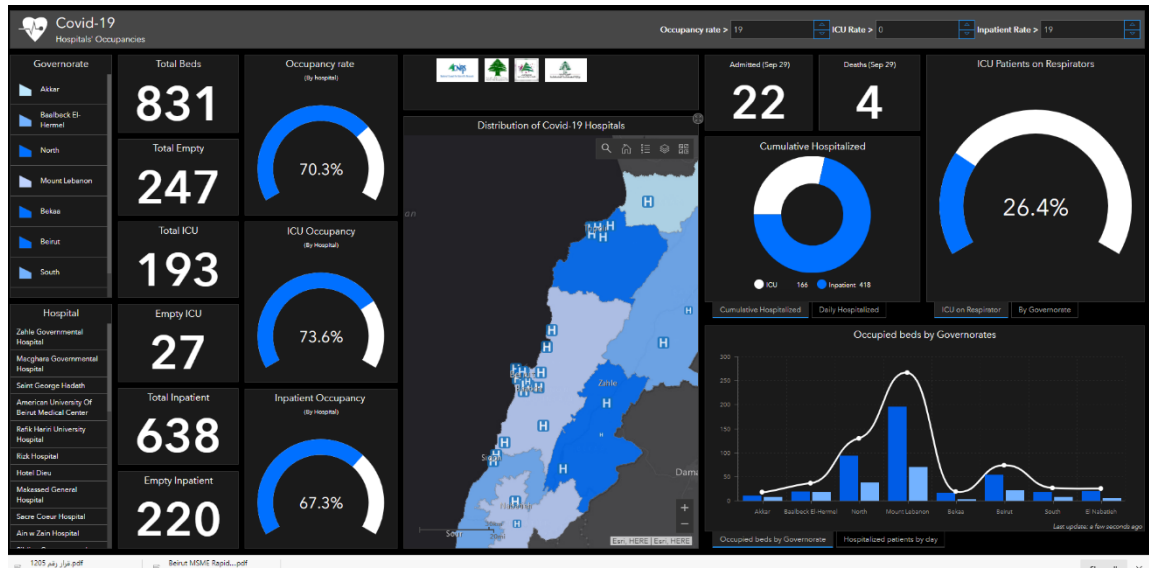 Covid-19
Hospitals' Occupancies
Occupancy rate > 19
ICU Rate > 0
Inpatient Rate > 19
Governorate
Akkar
Baalbeck El-
Hermel
North
Mount Lebanon
Bekaa
Beirut
South
Hospital
Zahle Governmental
Hospital
Macghara Governmental
Hospital
Saint George Hadath
American University Of
Beirut Medical Center
Rafik Hariri University
Hospital
Rizk Hospital
Hotel Dieu
Makassed General
Hospital
Sacre Coeur Hospital
Ain w Zain Hospital
Total Beds
831
Total Empty
247
Total ICU
193
Empty ICU
27
Total Inpatient
638
Empty Inpatient
220
Occupancy rate
(By hospital)
70.3%
ICU Occupancy
(By Hospital)
73.6%
Inpatient Occupancy
(By Hospital)
67.3%
Distribution of Covid-19 Hospitals
H
H
H
H
H
H
H
H
H
Zahle
H
H
H
H
H
H
H
H
Esri, HERE | Esri, HERE
Admitted (Sep 29)
22
Deaths (Sep 29)
4
Cumulative Hospitalized
ICU 166
Inpatient 418
Cumulative Hospitalized
Daily Hospitalized
ICU Patients on Respirators
26.4%
ICU on Respirator
By Governorate
Occupied beds by Governorates
300
250
200
150
100
50
0
Akkar
Baalbeck El-Hermel
North
Mount Lebanon
Bekaa
Beirut
South
El Nabatieh
Last update: a few seconds ago
Occupied beds by Governorate
Hospitalized patients by day
قرار رقم 1205.pdf
Beirut MSME Rapid....pdf